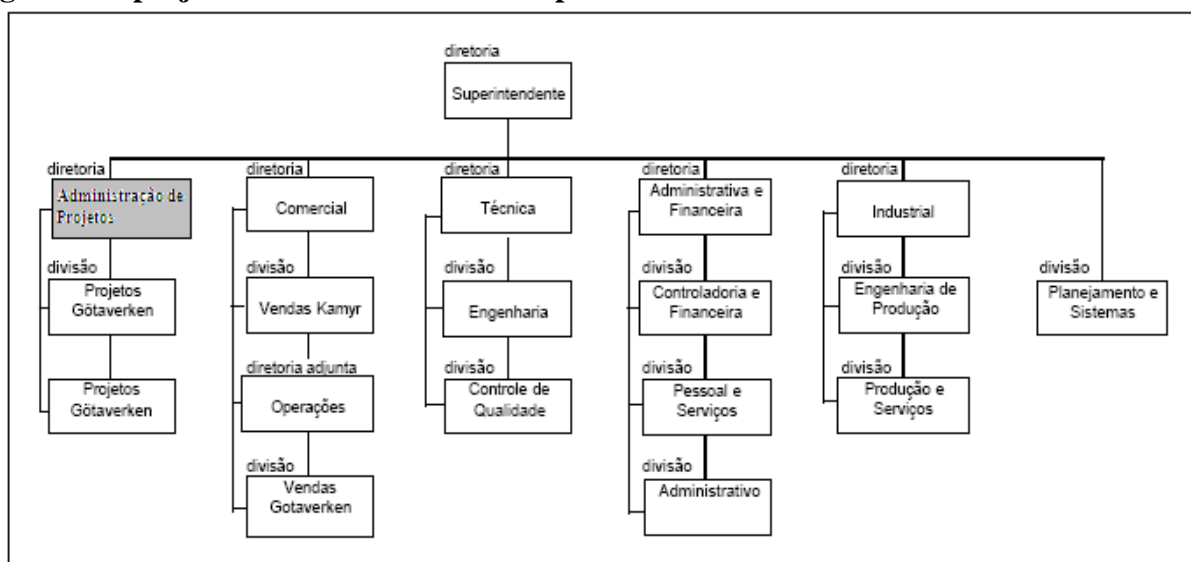 diretoria
Superintendente
diretoria
Administração de
Projetos
divisão
Projetos
Götaverken
Projetos
Götaverken
diretoria
Comercial
divisão
Vendas Kamyr
diretoria adjunta
Operações
divisão
Vendas
Gotaverken
diretoria
Técnica
divisão
Engenharia
divisão
Controle de
Qualidade
diretoria
Administrativa e
Financeira
divisão
Controladoria e
Financeira
divisão
Pessoal e
Serviços
divisão
Administrativo
diretoria
Industrial
divisão
Engenharia de
Produção
divisão
Produção e
Serviços
divisão
Planejamento e
Sistemas